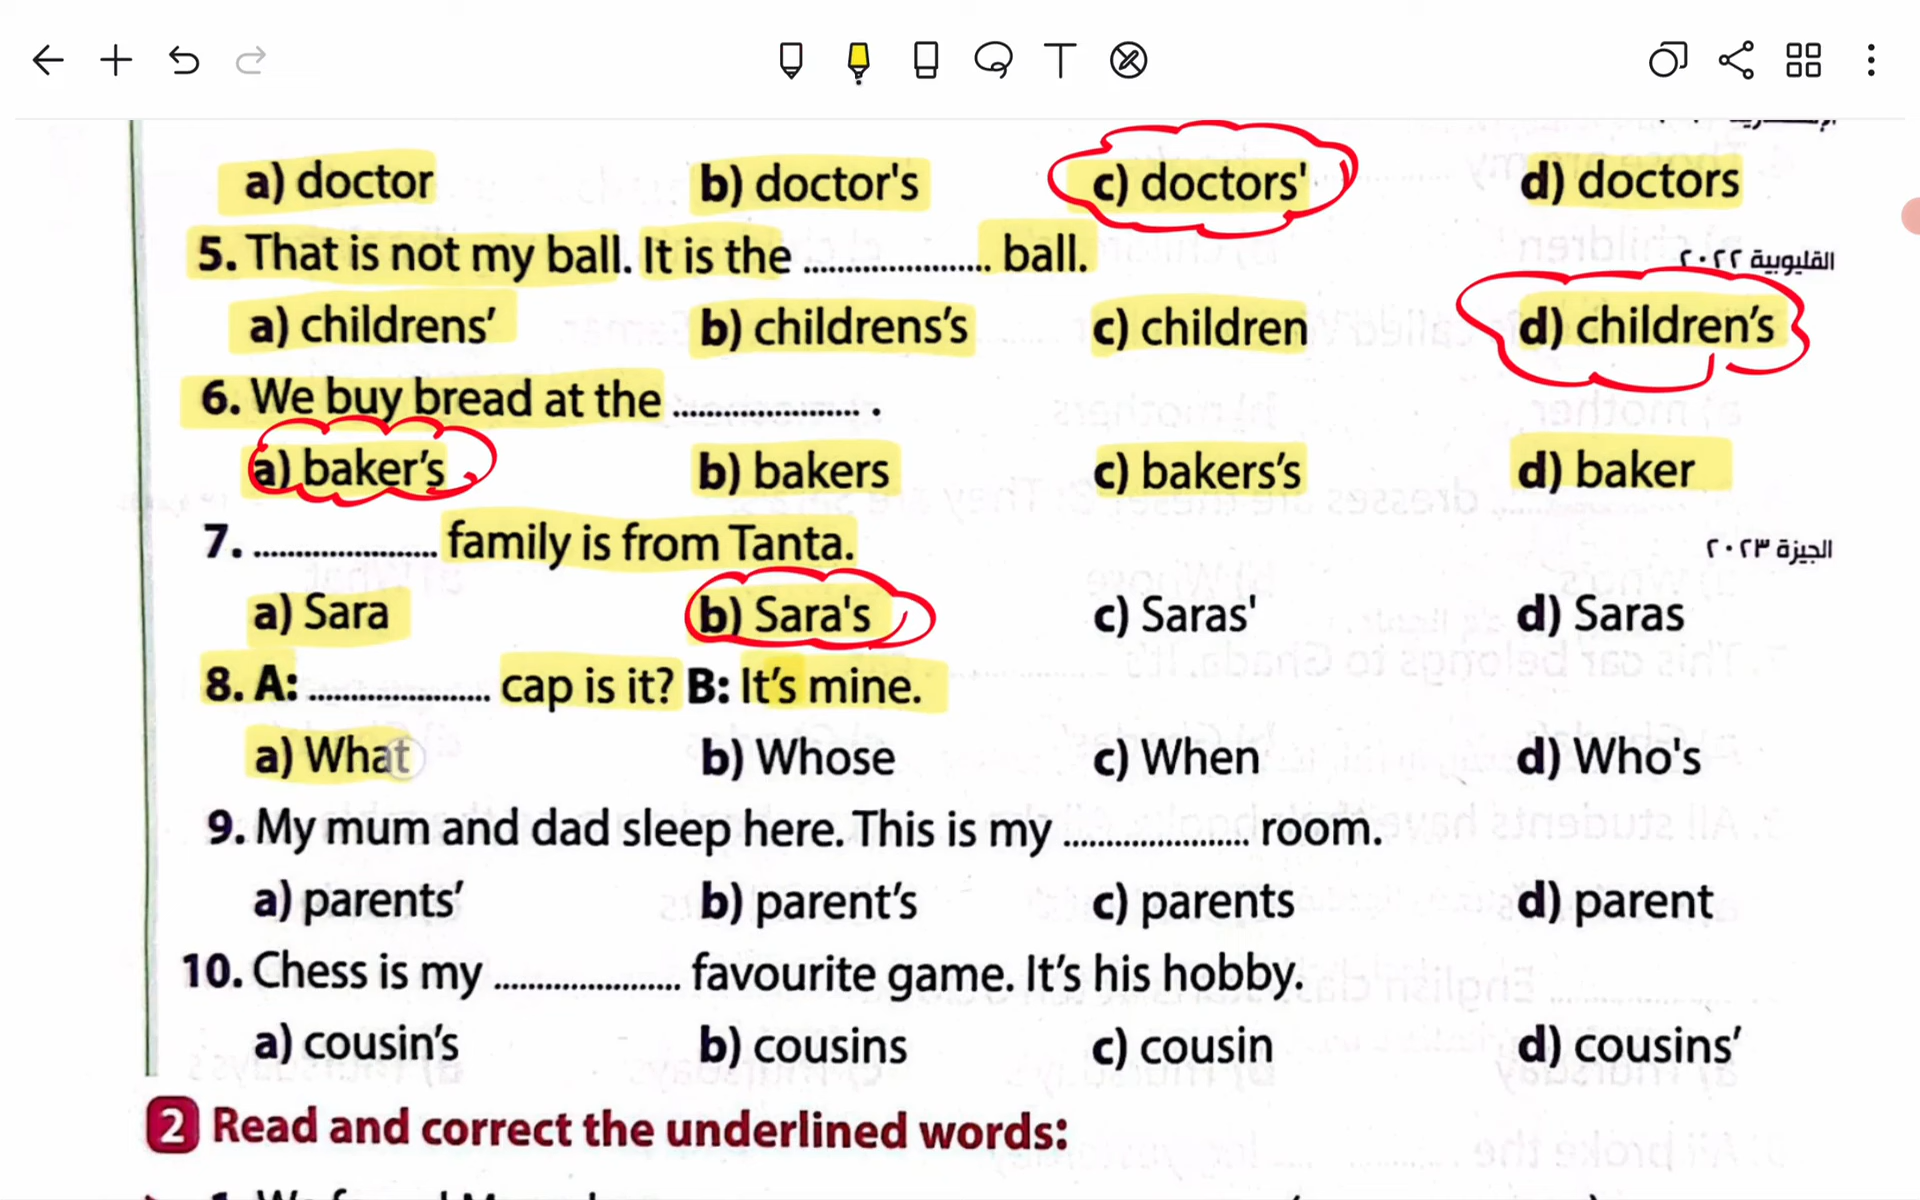 a) doctor b) doctor's c) doctors' d) doctors
5. That is not my ball. It is the .................... ball. القليوبية ٢٠٢٢
a) childrens’ b) childrens’s c) children d) children’s
6. We buy bread at the .................... .
a) baker’s b) bakers c) bakers’s d) baker
7. .................... family is from Tanta. الجيزة ٢٠٢٣
a) Sara b) Sara's c) Saras' d) Saras
8. A: .................... cap is it? B: It’s mine.
a) What b) Whose c) When d) Who's
9. My mum and dad sleep here. This is my .................... room.
a) parents’ b) parent’s c) parents d) parent
10. Chess is my .................... favourite game. It’s his hobby.
a) cousin’s b) cousins c) cousin d) cousins’
2 Read and correct the underlined words: